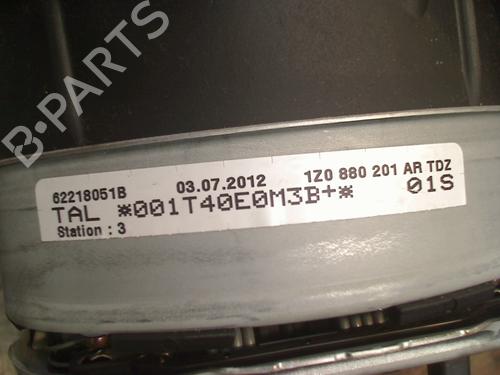 B-PARTS
62218051B 03.07.2012 1Z0 880 201 AR TDZ
TAL *001T40E0M3B+* 01S
Station : 3